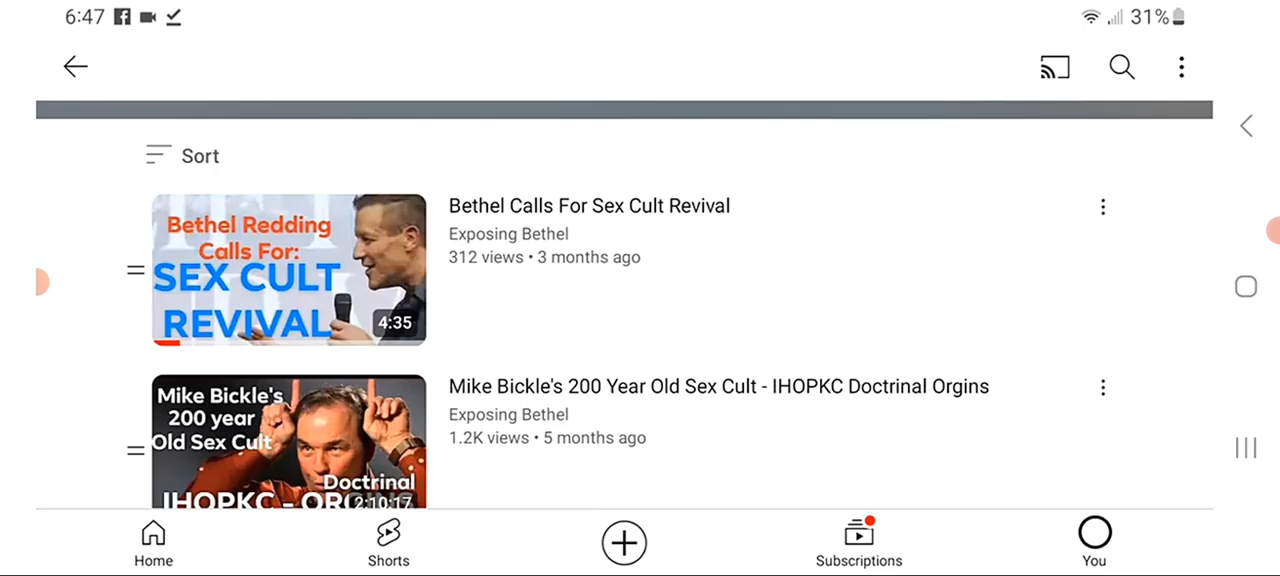 6:47
31%
Sort
Bethel Redding
Calls For:
SEX CULT
REVIVAL
4:35
Bethel Calls For Sex Cult Revival
Exposing Bethel
312 views • 3 months ago
Mike Bickle's
200 year
Old Sex Cult
Doctrinal
IHOPKC - ORGINS
2:10:17
Mike Bickle's 200 Year Old Sex Cult - IHOPKC Doctrinal Orgins
Exposing Bethel
1.2K views • 5 months ago
Home
Shorts
Subscriptions
You